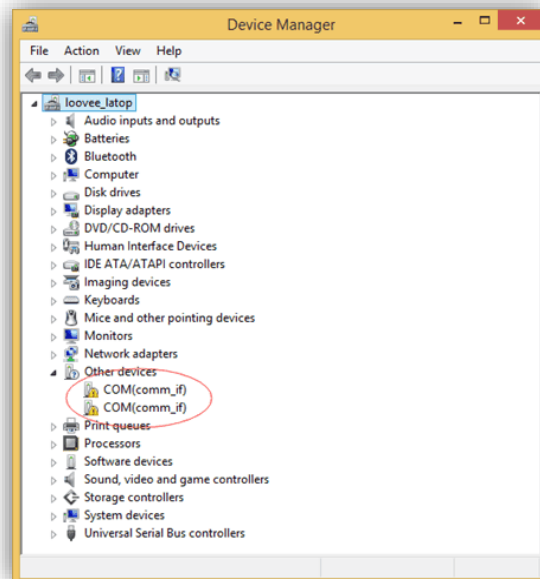 Device Manager
File Action View Help
loovee_latop
Audio inputs and outputs
Batteries
Bluetooth
Computer
Disk drives
Display adapters
DVD/CD-ROM drives
Human Interface Devices
IDE ATA/ATAPI controllers
Imaging devices
Keyboards
Mice and other pointing devices
Monitors
Network adapters
Other devices
COM(comm_if)
COM(comm_if)
Print queues
Processors
Software devices
Sound, video and game controllers
Storage controllers
System devices
Universal Serial Bus controllers